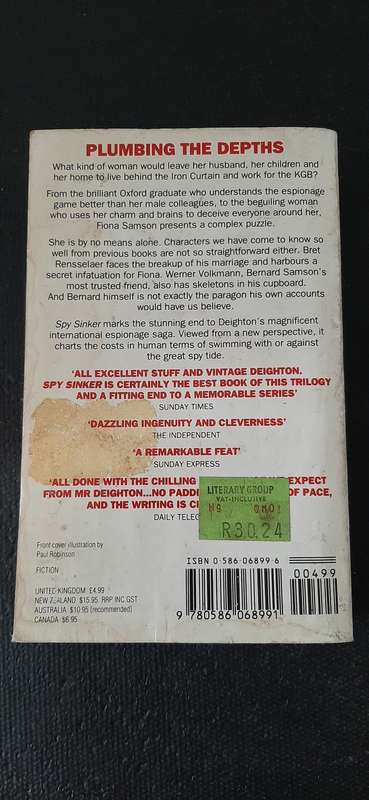 PLUMBING THE DEPTHS
What kind of woman would leave her husband, her children and
her home to live behind the Iron Curtain and work for the KGB?
From the brilliant Oxford graduate who understands the espionage
game better than her male colleagues, to the beguiling woman
who uses her charm and brains to deceive everyone around her,
Fiona Samson presents a complex puzzle.
She is by no means alone. Characters we have come to know so
well from previous books are not so straightforward either. Bret
Rensselaer faces the breakup of his marriage and harbours a
secret infatuation for Fiona. Werner Volkmann, Bernard Samson's
most trusted friend, also has skeletons in his cupboard.
And Bernard himself is not exactly the paragon his own accounts
would have us believe.
Spy Sinker marks the stunning end to Deighton's magnificent
international espionage saga. Viewed from a new perspective, it
charts the costs in human terms of swimming with or against
the great spy tide.
'ALL EXCELLENT STUFF AND VINTAGE DEIGHTON.
SPY SINKER IS CERTAINLY THE BEST BOOK OF THIS TRILOGY
AND A FITTING END TO A MEMORABLE SERIES'
SUNDAY TIMES
'DAZZLING INGENUITY AND CLEVERNESS'
THE INDEPENDENT
'A REMARKABLE FEAT'
SUNDAY EXPRESS
'ALL DONE WITH THE CHILLING EXPECT
FROM MR DEIGHTON...NO OF PACE,
AND THE WRITING IS
DAILY
LITERARY GROUP
VAT-INCLUSIVE
R30.24
Front cover illustration by
Paul Robinson
FICTION
UNITED KINGDOM £4.99
NEW ZEALAND $15.95 RRP INC.GST
AUSTRALIA $10.95 (recommended)
CANADA $6.95
ISBN 0-586-06899-6
00499
9 780586 068991